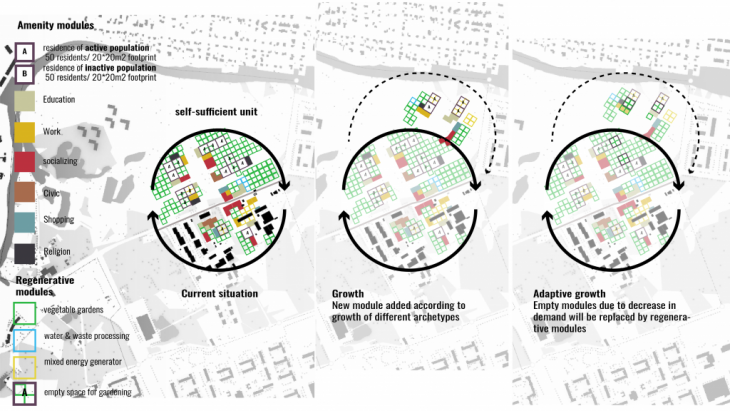 Amenity modules
A
residence of active population
50 residents/ 20*20m2 footprint
B
residence of inactive population
50 residents/ 20*20m2 footprint
Education
Work
socializing
Civic
Shopping
Religion
Regenerative
modules
vegetable gardens
water & waste processing
mixed energy generator
A
empty space for gardening
self-sufficient unit
Current situation
Growth
New module added according to
growth of different archetypes
Adaptive growth
Empty modules due to decrease in
demand will be replaced by regenera-
tive modules